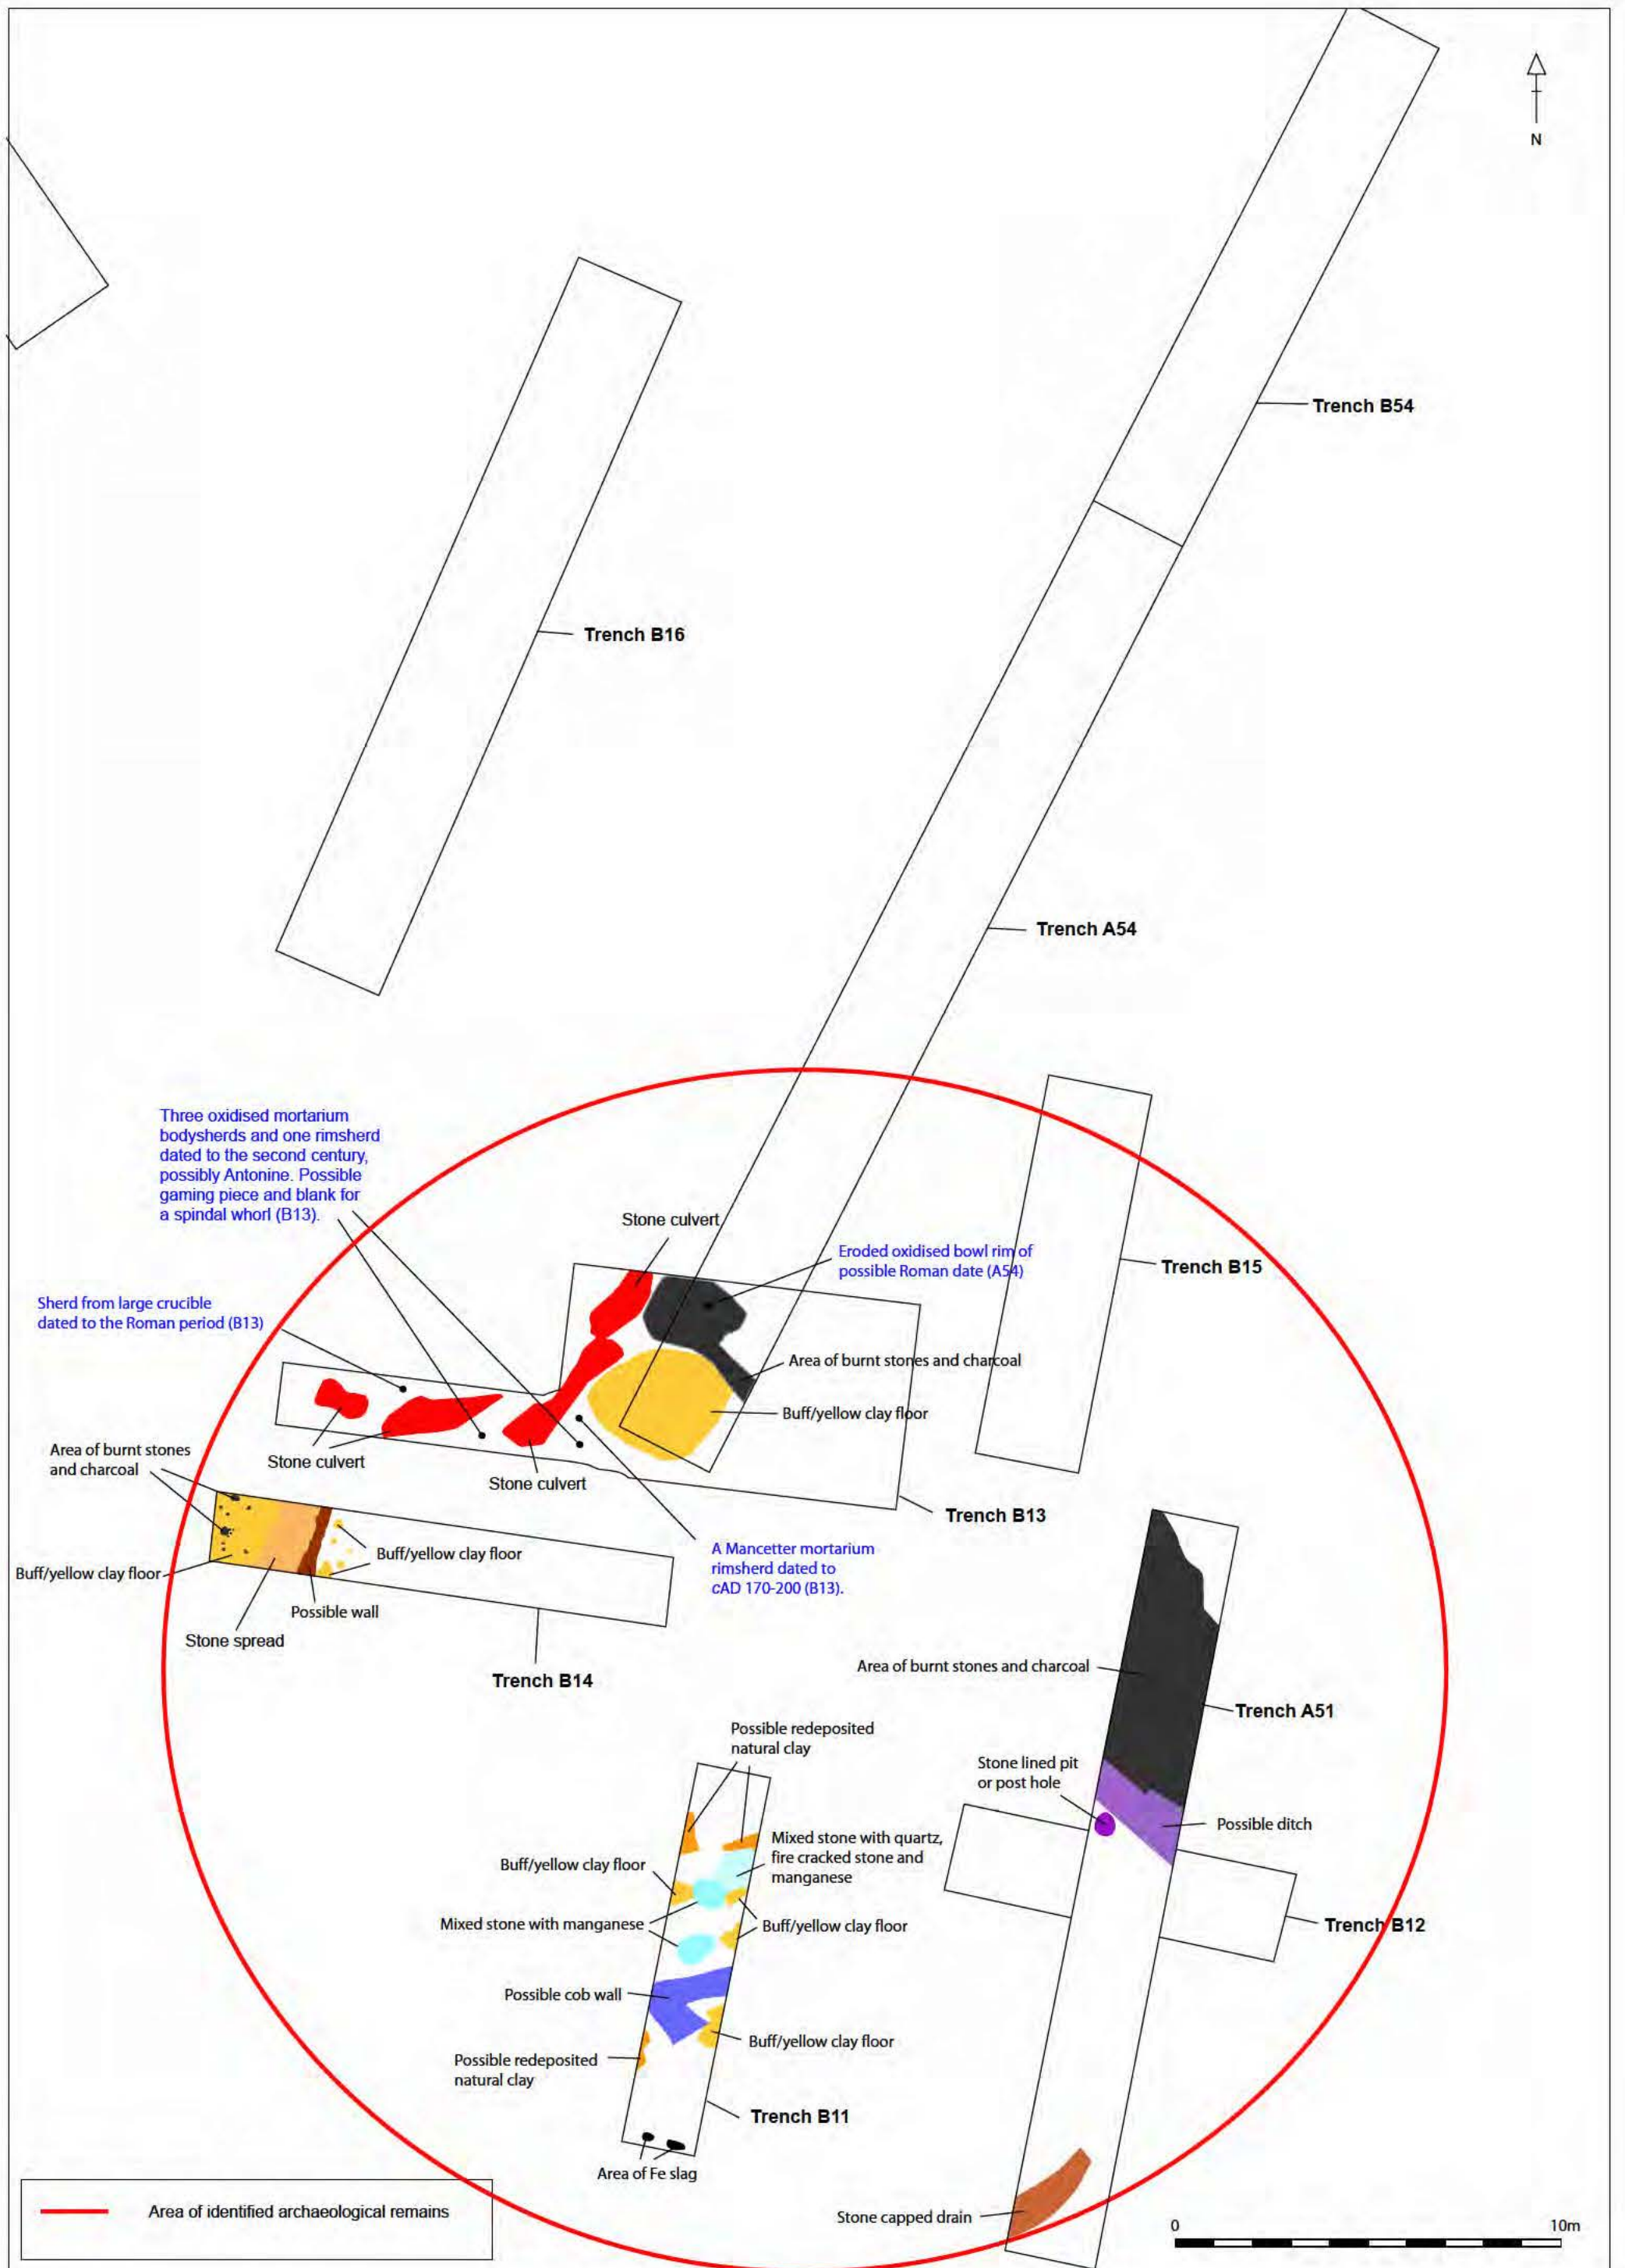 N
Trench B54
Trench B16
Trench A54
Three oxidised mortarium
bodysherds and one rimsherd
dated to the second century,
possibly Antonine. Possible
gaming piece and blank for
a spindal whorl (B13).
Stone culvert
Eroded oxidised bowl rim of
possible Roman date (A54)
Trench B15
Sherd from large crucible
dated to the Roman period (B13)
Area of burnt stones and charcoal
Buff/yellow clay floor
Area of burnt stones
and charcoal
Stone culvert
Stone culvert
Trench B13
Buff/yellow clay floor
Buff/yellow clay floor
A Mancetter mortarium
rimsherd dated to
cAD 170-200 (B13).
Possible wall
Stone spread
Trench B14
Area of burnt stones and charcoal
Trench A51
Possible redeposited
natural clay
Stone lined pit
or post hole
Possible ditch
Mixed stone with quartz,
fire cracked stone and
manganese
Buff/yellow clay floor
Mixed stone with manganese
Buff/yellow clay floor
Trench B12
Possible cob wall
Buff/yellow clay floor
Possible redeposited
natural clay
Trench B11
Area of Fe slag
Stone capped drain
Area of identified archaeological remains
0
10m